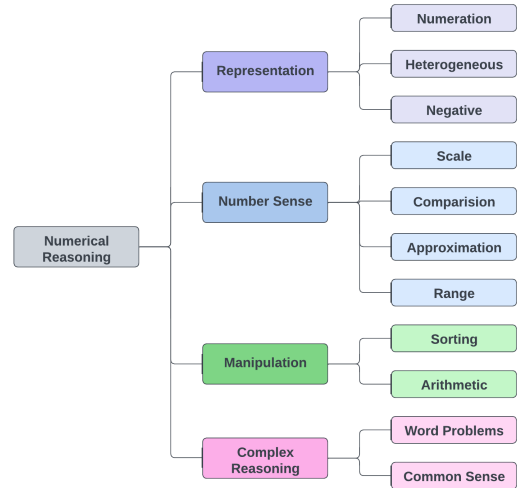 Numeration
Representation
Heterogeneous
Negative
Scale
Number Sense
Comparision
Numerical
Reasoning
Approximation
Range
Sorting
Manipulation
Arithmetic
Word Problems
Complex
Reasoning
Common Sense